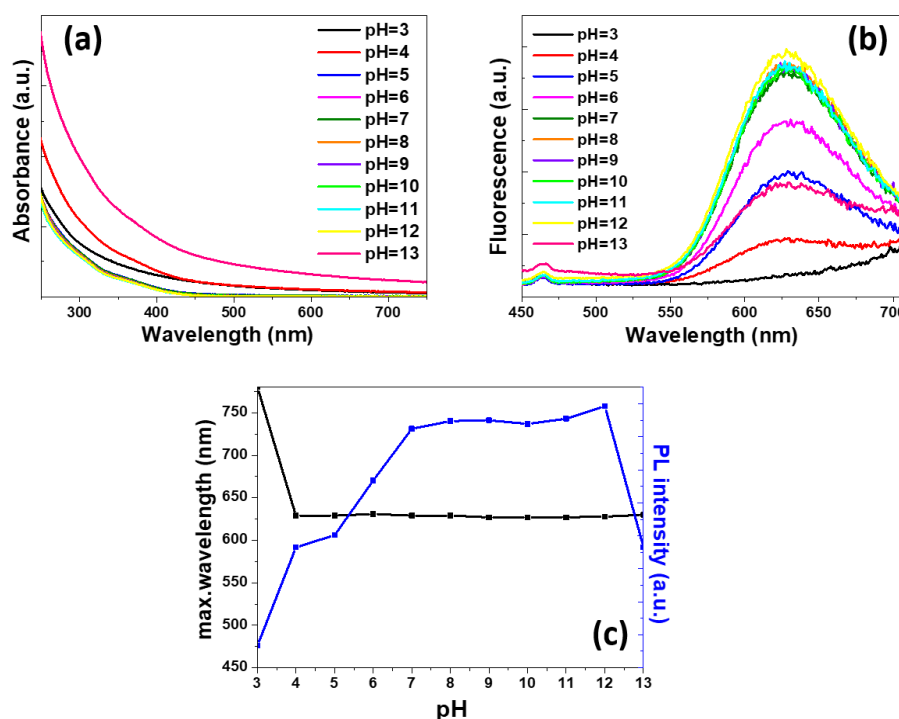 (a)
pH=3
pH=4
pH=5
pH=6
pH=7
pH=8
pH=9
pH=10
pH=11
pH=12
pH=13
Absorbance (a.u.)
300 400 500 600 700
Wavelength (nm)
(b)
pH=3
pH=4
pH=5
pH=6
pH=7
pH=8
pH=9
pH=10
pH=11
pH=12
pH=13
Fluorescence (a.u.)
450 500 550 600 650 700
Wavelength (nm)
(c)
max.wavelength (nm)
750
700
650
600
550
500
450
3 4 5 6 7 8 9 10 11 12 13
pH
PL intensity (a.u.)